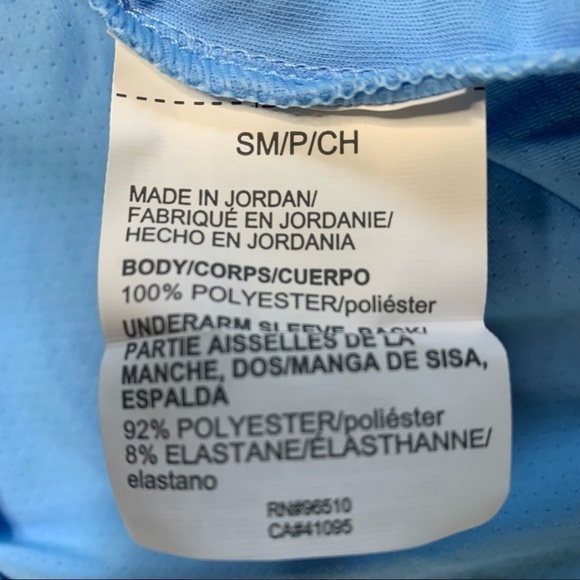 SM/P/CH
MADE IN JORDAN/
FABRIQUÉ EN JORDANIE/
HECHO EN JORDANIA
BODY/CORPS/CUERPO
100% POLYESTER/poliéster
UNDERARM SLEEVE, BACK/
PARTIE AISSELLES DE LA
MANCHE, DOS/MANGA DE SISA,
ESPALDA
92% POLYESTER/poliéster
8% ELASTANE/ÉLASTHANNE/
elastano
RN#96510
CA#41095